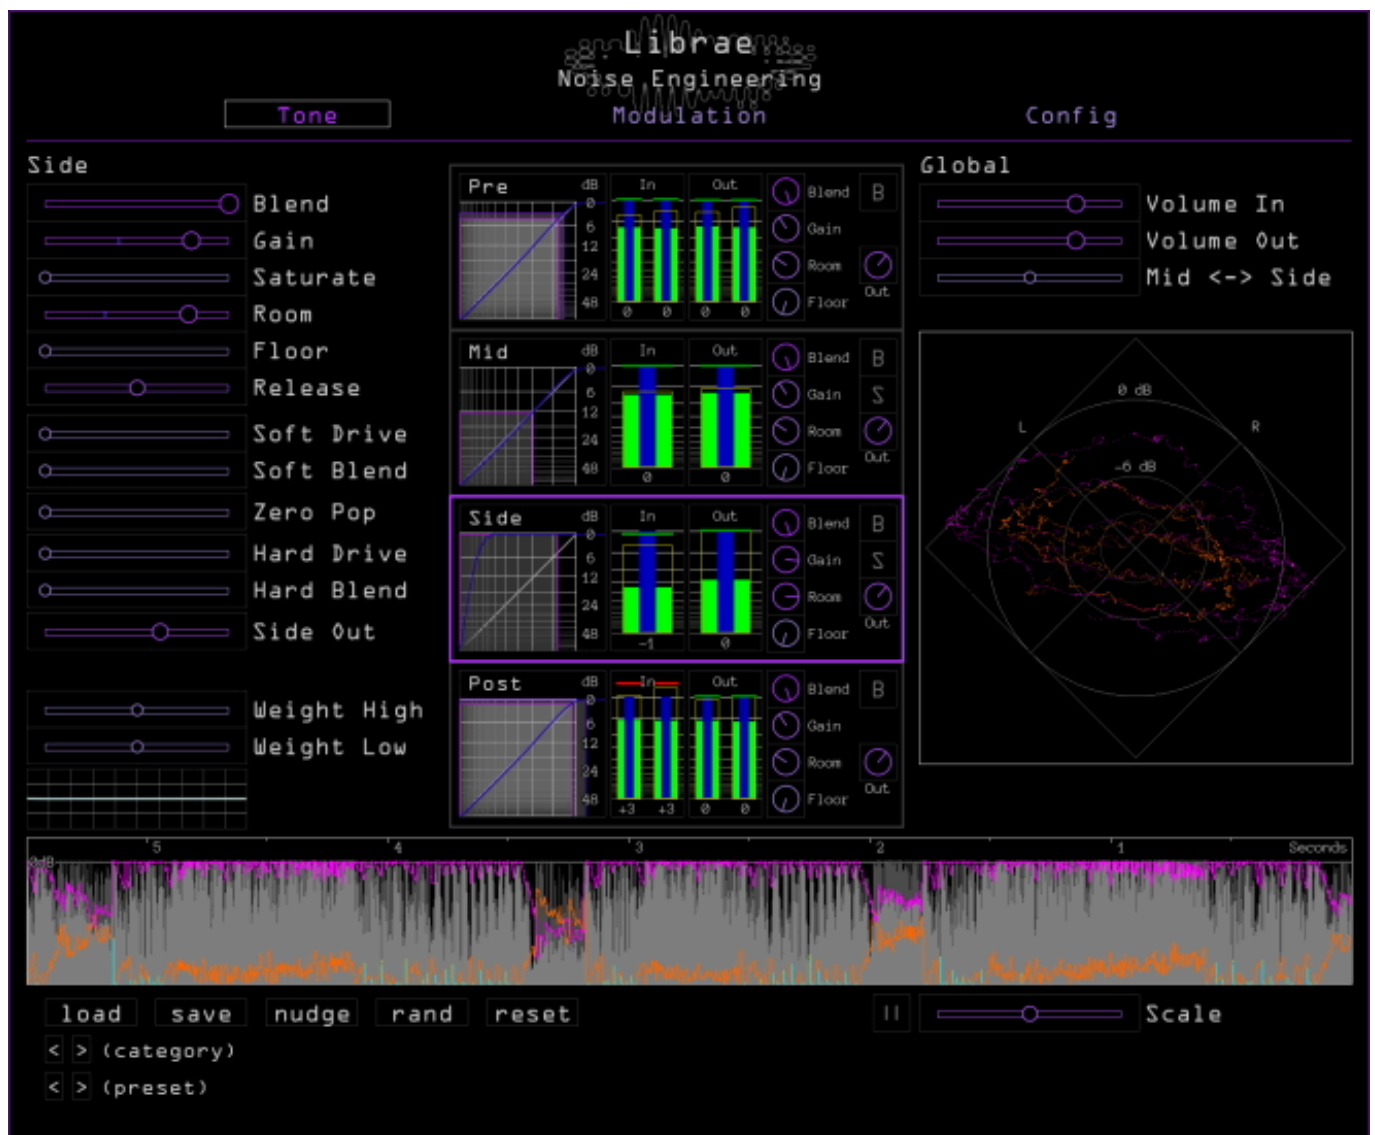 Librae
Noise Engineering
Tone Modulation Config
Side
Blend
Gain
Saturate
Room
Floor
Release
Soft Drive
Soft Blend
Zero Pop
Hard Drive
Hard Blend
Side Out
Weight High
Weight Low
Pre dB In Out Blend B
0
6 Gain
12
24 Room
48 0 0 0 0 Floor Out
Mid dB In Out Blend B
0
6 Gain S
12
24 Room
48 0 0 Floor Out
Side dB In Out Blend B
0
6 Gain S
12
24 Room
48 -1 0 Floor Out
Post dB In Out Blend B
0
6 Gain
12
24 Room
48 +3 +3 0 0 Floor Out
Global
Volume In
Volume Out
Mid <-> Side
0 dB
L R
-6 dB
5 4 3 2 1 Seconds
0dB
load save nudge rand reset
II Scale
< > (category)
< > (preset)